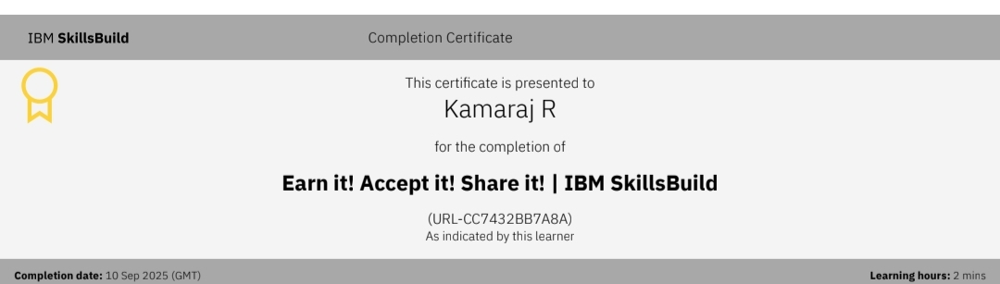 IBM SkillsBuild
Completion Certificate
This certificate is presented to
Kamaraj R
for the completion of
Earn it! Accept it! Share it! | IBM SkillsBuild
(URL-CC7432BB7A8A)
As indicated by this learner
Completion date: 10 Sep 2025 (GMT)
Learning hours: 2 mins